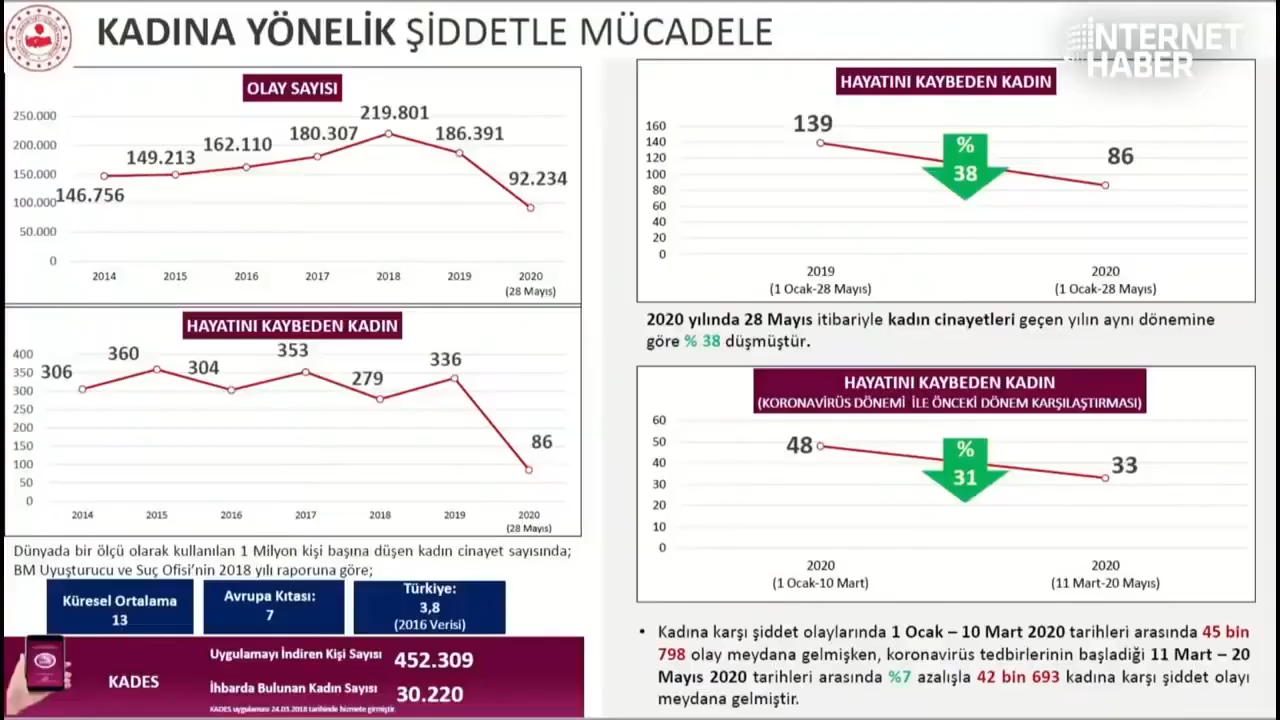 KADINA YÖNELİK ŞİDDETLE MÜCADELE
İNTERNET
HABER
OLAY SAYISI
250.000
200.000
150.000
100.000
50.000
0
146.756
149.213
162.110
180.307
219.801
186.391
92.234
2014
2015
2016
2017
2018
2019
2020
(28 Mayıs)
HAYATINI KAYBEDEN KADIN
400
350
300
250
200
150
100
50
0
306
360
304
353
279
336
86
2014
2015
2016
2017
2018
2019
2020
(28 Mayıs)
Dünyada bir ölçü olarak kullanılan 1 Milyon kişi başına düşen kadın cinayet sayısında;
BM Uyuşturucu ve Suç Ofisi'nin 2018 yılı raporuna göre;
Küresel Ortalama
13
Avrupa Kıtası:
7
Türkiye:
3,8
(2016 Verisi)
KADES
Uygulamayı İndiren Kişi Sayısı
452.309
İhbarda Bulunan Kadın Sayısı
30.220
KADES uygulaması 24.03.2018 tarihinde hizmete girmiştir.
HAYATINI KAYBEDEN KADIN
160
140
120
100
80
60
40
20
0
139
%
38
86
2019
(1 Ocak-28 Mayıs)
2020
(1 Ocak-28 Mayıs)
2020 yılında 28 Mayıs itibariyle kadın cinayetleri geçen yılın aynı dönemine
göre % 38 düşmüştür.
HAYATINI KAYBEDEN KADIN
(KORONAVİRÜS DÖNEMİ İLE ÖNCEKİ DÖNEM KARŞILAŞTIRMASI)
60
50
40
30
20
10
0
48
%
31
33
2020
(1 Ocak-10 Mart)
2020
(11 Mart-20 Mayıs)
• Kadına karşı şiddet olaylarında 1 Ocak – 10 Mart 2020 tarihleri arasında 45 bin
798 olay meydana gelmişken, koronavirüs tedbirlerinin başladığı 11 Mart – 20
Mayıs 2020 tarihleri arasında %7 azalışla 42 bin 693 kadına karşı şiddet olayı
meydana gelmiştir.